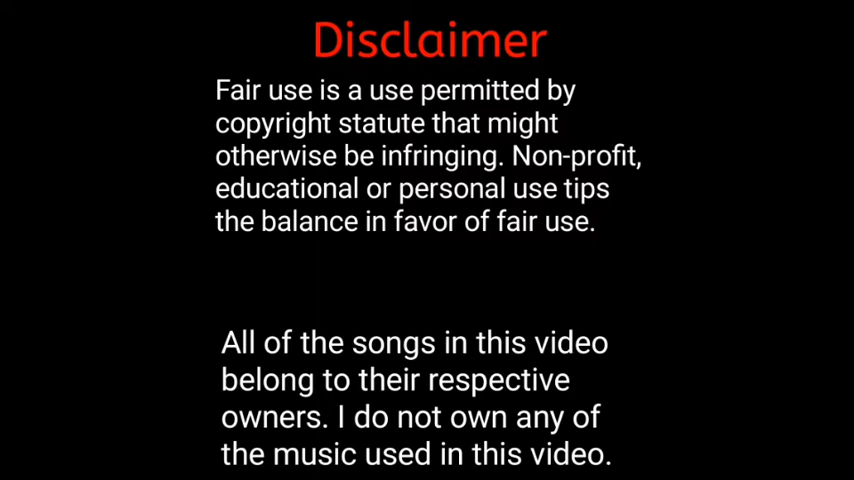 Disclaimer
Fair use is a use permitted by
copyright statute that might
otherwise be infringing. Non-profit,
educational or personal use tips
the balance in favor of fair use.
All of the songs in this video
belong to their respective
owners. I do not own any of
the music used in this video.